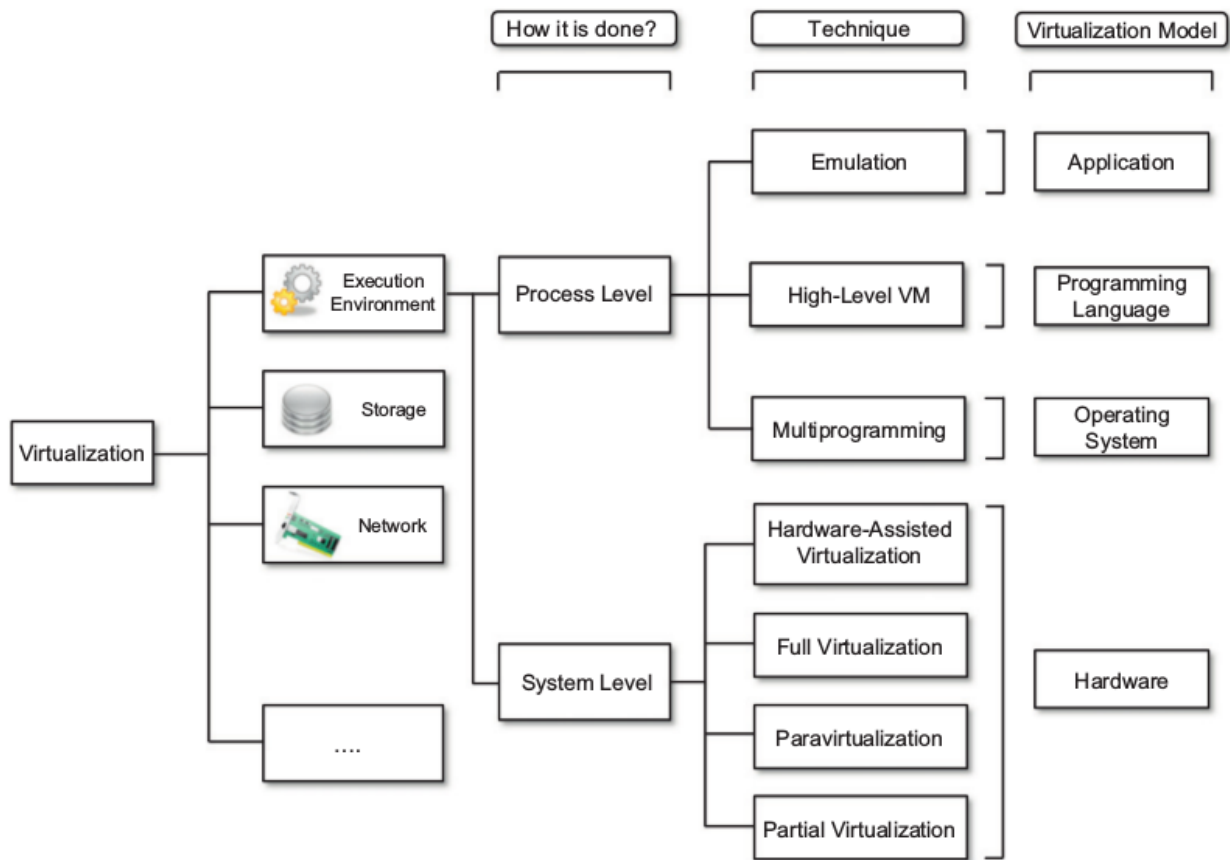 How it is done?
Technique
Virtualization Model
Emulation
Application
Execution
Environment
Process Level
High-Level VM
Programming
Language
Storage
Multiprogramming
Operating
System
Virtualization
Network
Hardware-Assisted
Virtualization
System Level
Full Virtualization
Hardware
Paravirtualization
....
Partial Virtualization